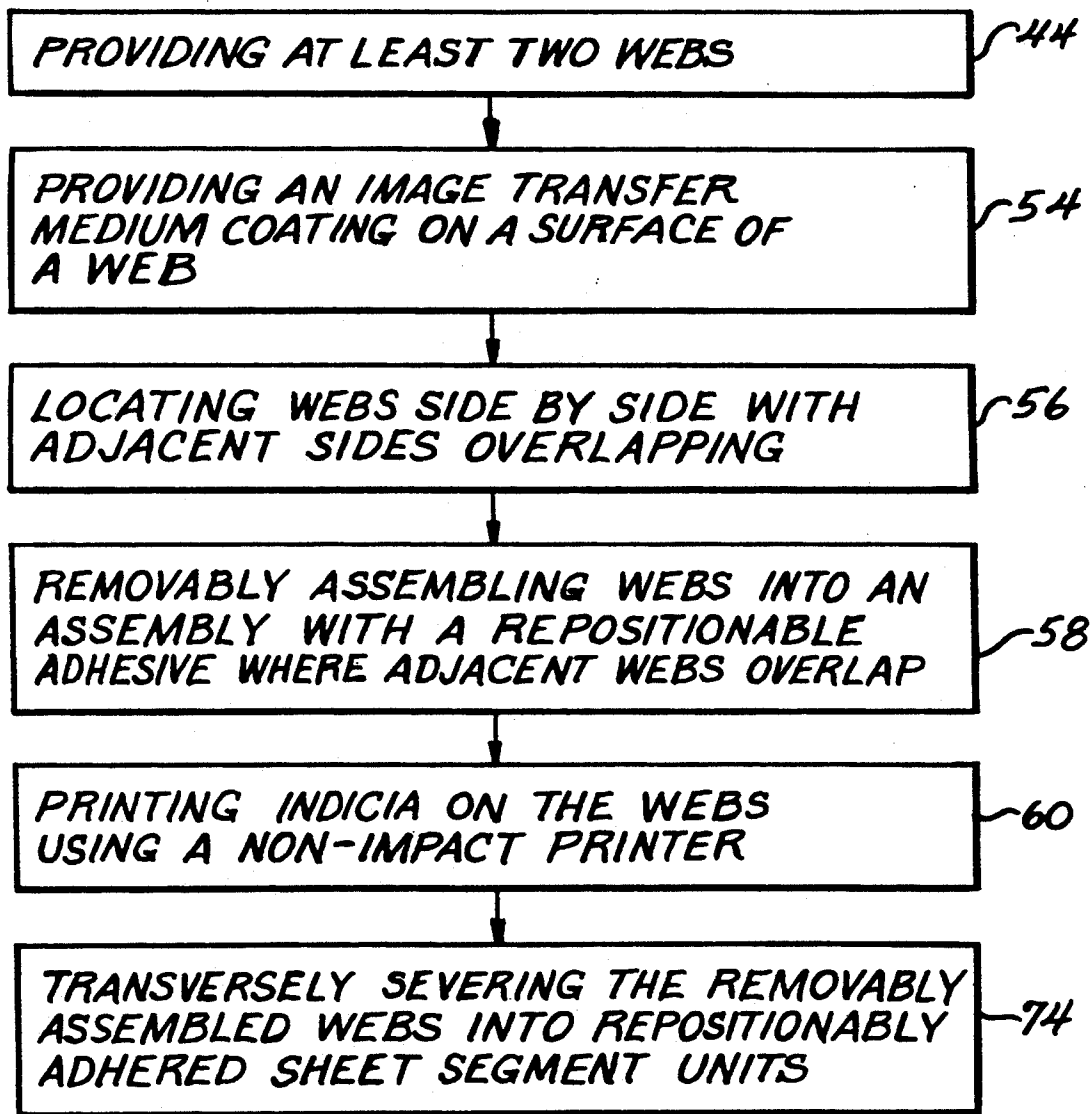 PROVIDING AT LEAST TWO WEBS
44
PROVIDING AN IMAGE TRANSFER
MEDIUM COATING ON A SURFACE OF
A WEB
54
LOCATING WEBS SIDE BY SIDE WITH
ADJACENT SIDES OVERLAPPING
56
REMOVABLY ASSEMBLING WEBS INTO AN
ASSEMBLY WITH A REPOSITIONABLE
ADHESIVE WHERE ADJACENT WEBS OVERLAP
58
PRINTING INDICIA ON THE WEBS
USING A NON-IMPACT PRINTER
60
TRANSVERSELY SEVERING THE REMOVABLY
ASSEMBLED WEBS INTO REPOSITIONABLY
ADHERED SHEET SEGMENT UNITS
74